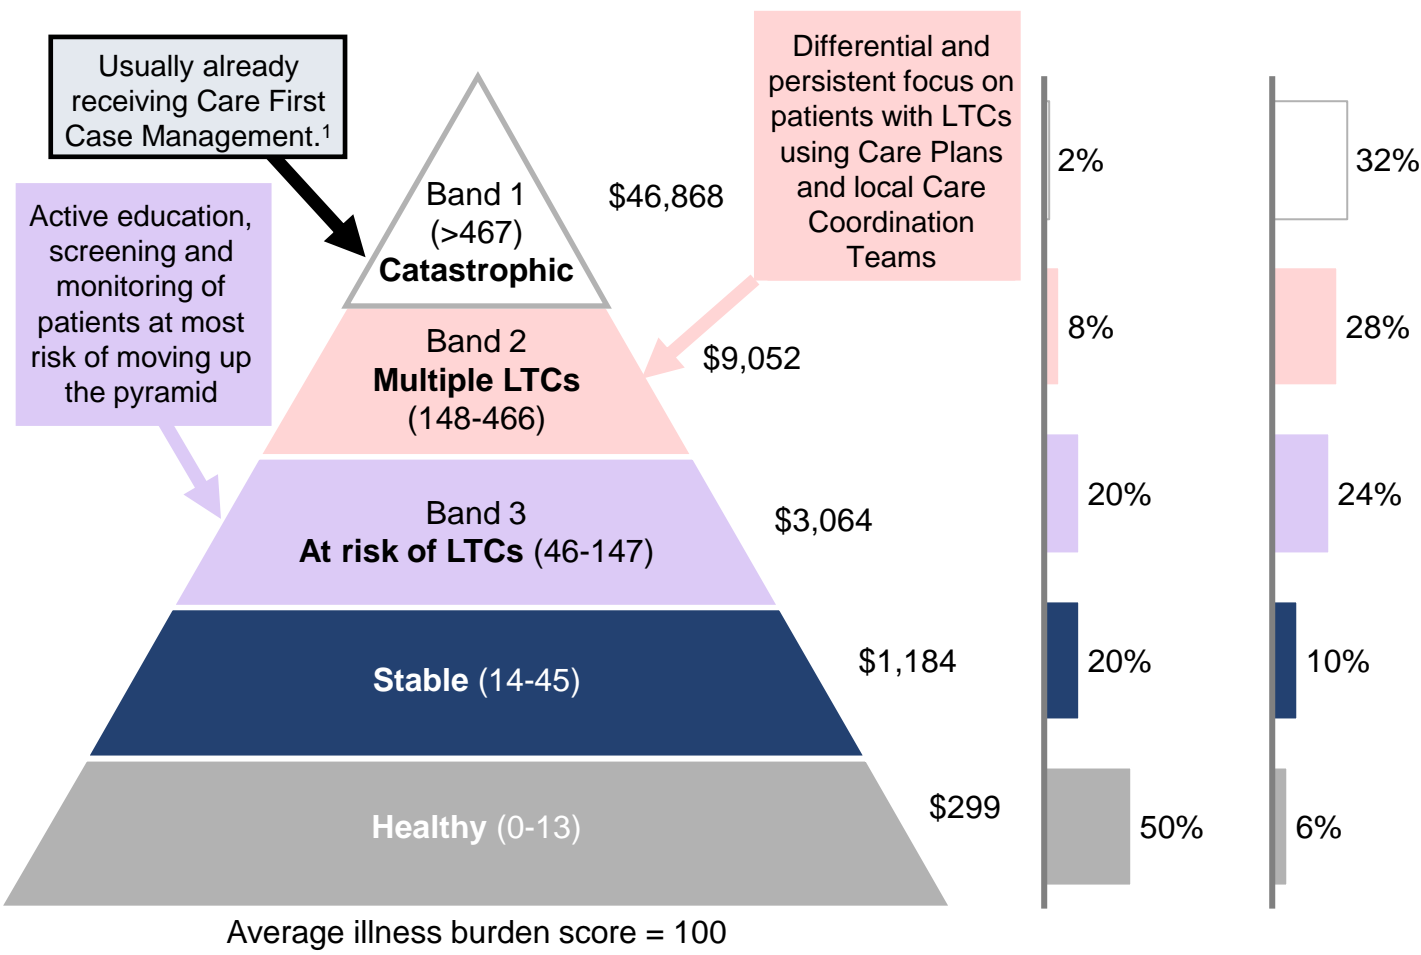 Usually already
receiving Care First
Case Management.¹
Differential and
persistent focus on
patients with LTCs
using Care Plans
and local Care
Coordination
Teams
Active education,
screening and
monitoring of
patients at most
risk of moving up
the pyramid
Band 1
(>467)
Catastrophic
$46,868
2%
32%
Band 2
Multiple LTCs
(148-466)
$9,052
8%
28%
Band 3
At risk of LTCs (46-147)
$3,064
20%
24%
Stable (14-45)
$1,184
20%
10%
Healthy (0-13)
$299
50%
6%
Average illness burden score = 100